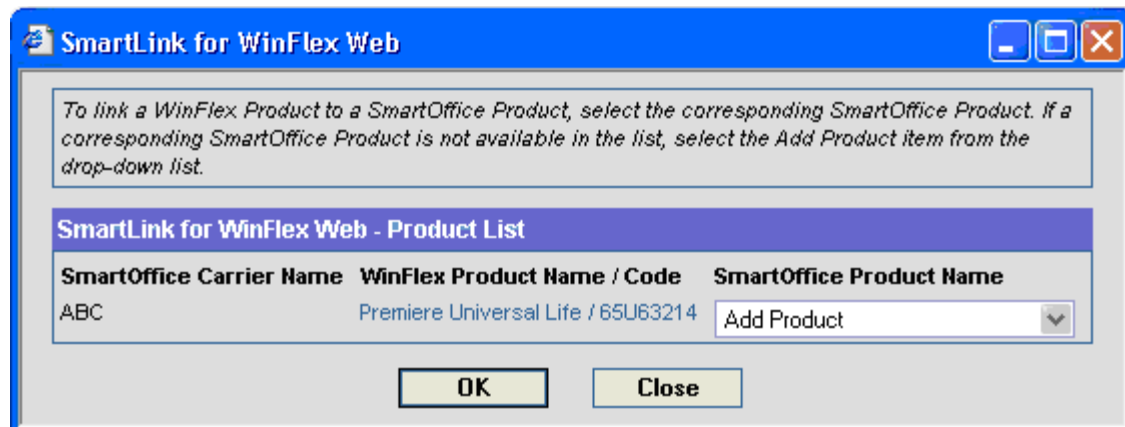 SmartLink for WinFlex Web
To link a WinFlex Product to a SmartOffice Product, select the corresponding SmartOffice Product. If a
corresponding SmartOffice Product is not available in the list, select the Add Product item from the
drop-down list.
SmartLink for WinFlex Web - Product List
SmartOffice Carrier Name WinFlex Product Name / Code SmartOffice Product Name
ABC Premiere Universal Life / 65U63214 Add Product
OK Close